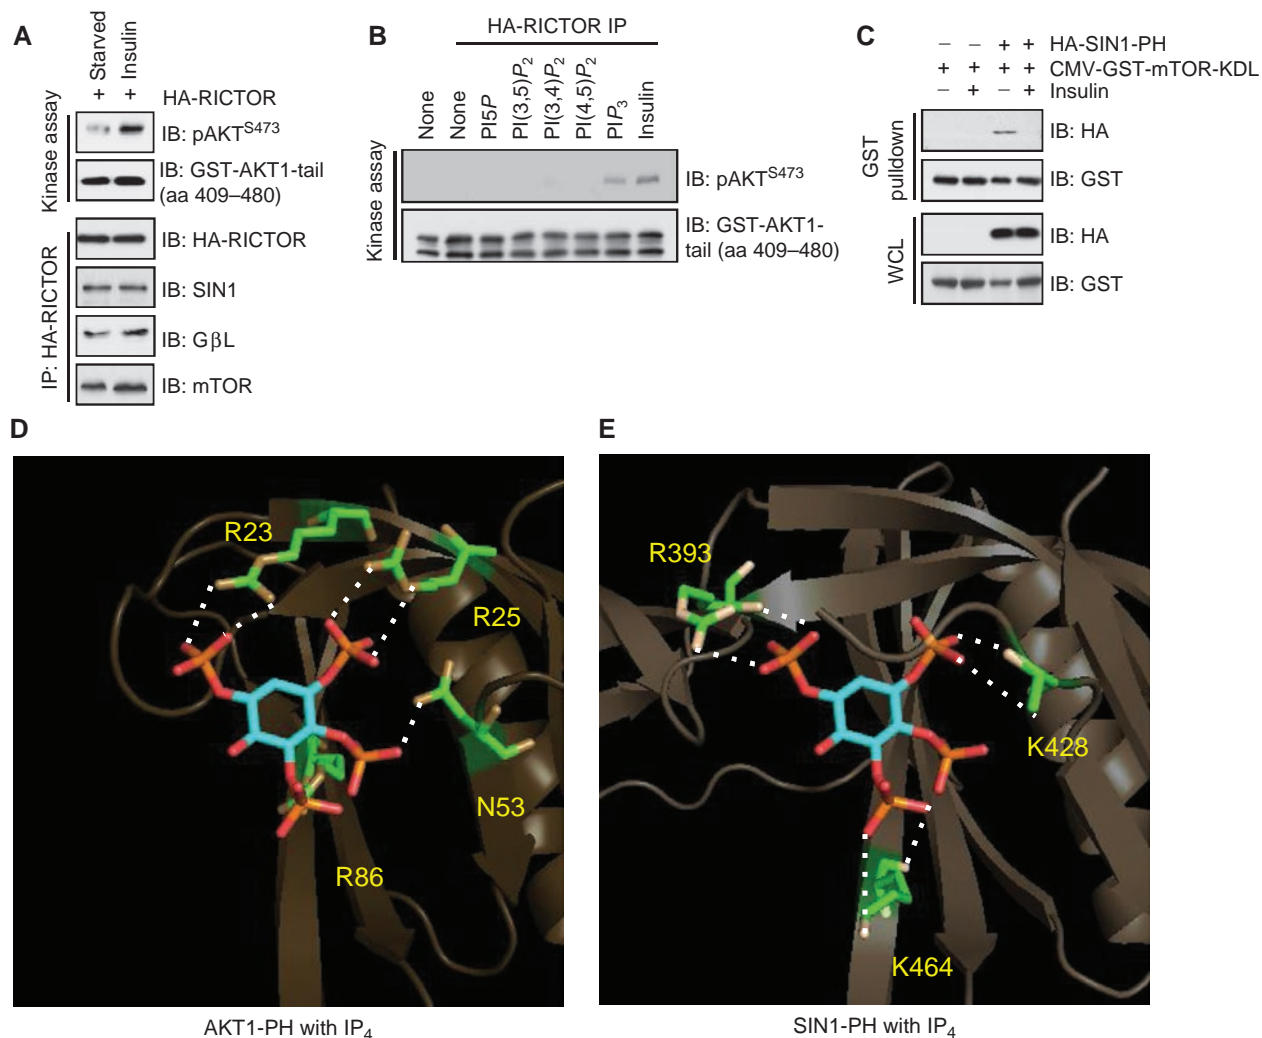 A
Starved
Insulin
+ + HA-RICTOR
Kinase assay
IB: pAKT^S473
IB: GST-AKT1-tail
(aa 409–480)
IP: HA-RICTOR
IB: HA-RICTOR
IB: SIN1
IB: GβL
IB: mTOR
B
HA-RICTOR IP
None
None
PI5P
PI(3,5)P2
PI(3,4)P2
PI(4,5)P2
PIP3
Insulin
Kinase assay
IB: pAKT^S473
IB: GST-AKT1-
tail (aa 409–480)
C
– – + + HA-SIN1-PH
+ + + + CMV-GST-mTOR-KDL
– + – + Insulin
GST
pulldown
IB: HA
IB: GST
WCL
IB: HA
IB: GST
D
R23
R25
N53
R86
AKT1-PH with IP4
E
R393
K428
K464
SIN1-PH with IP4